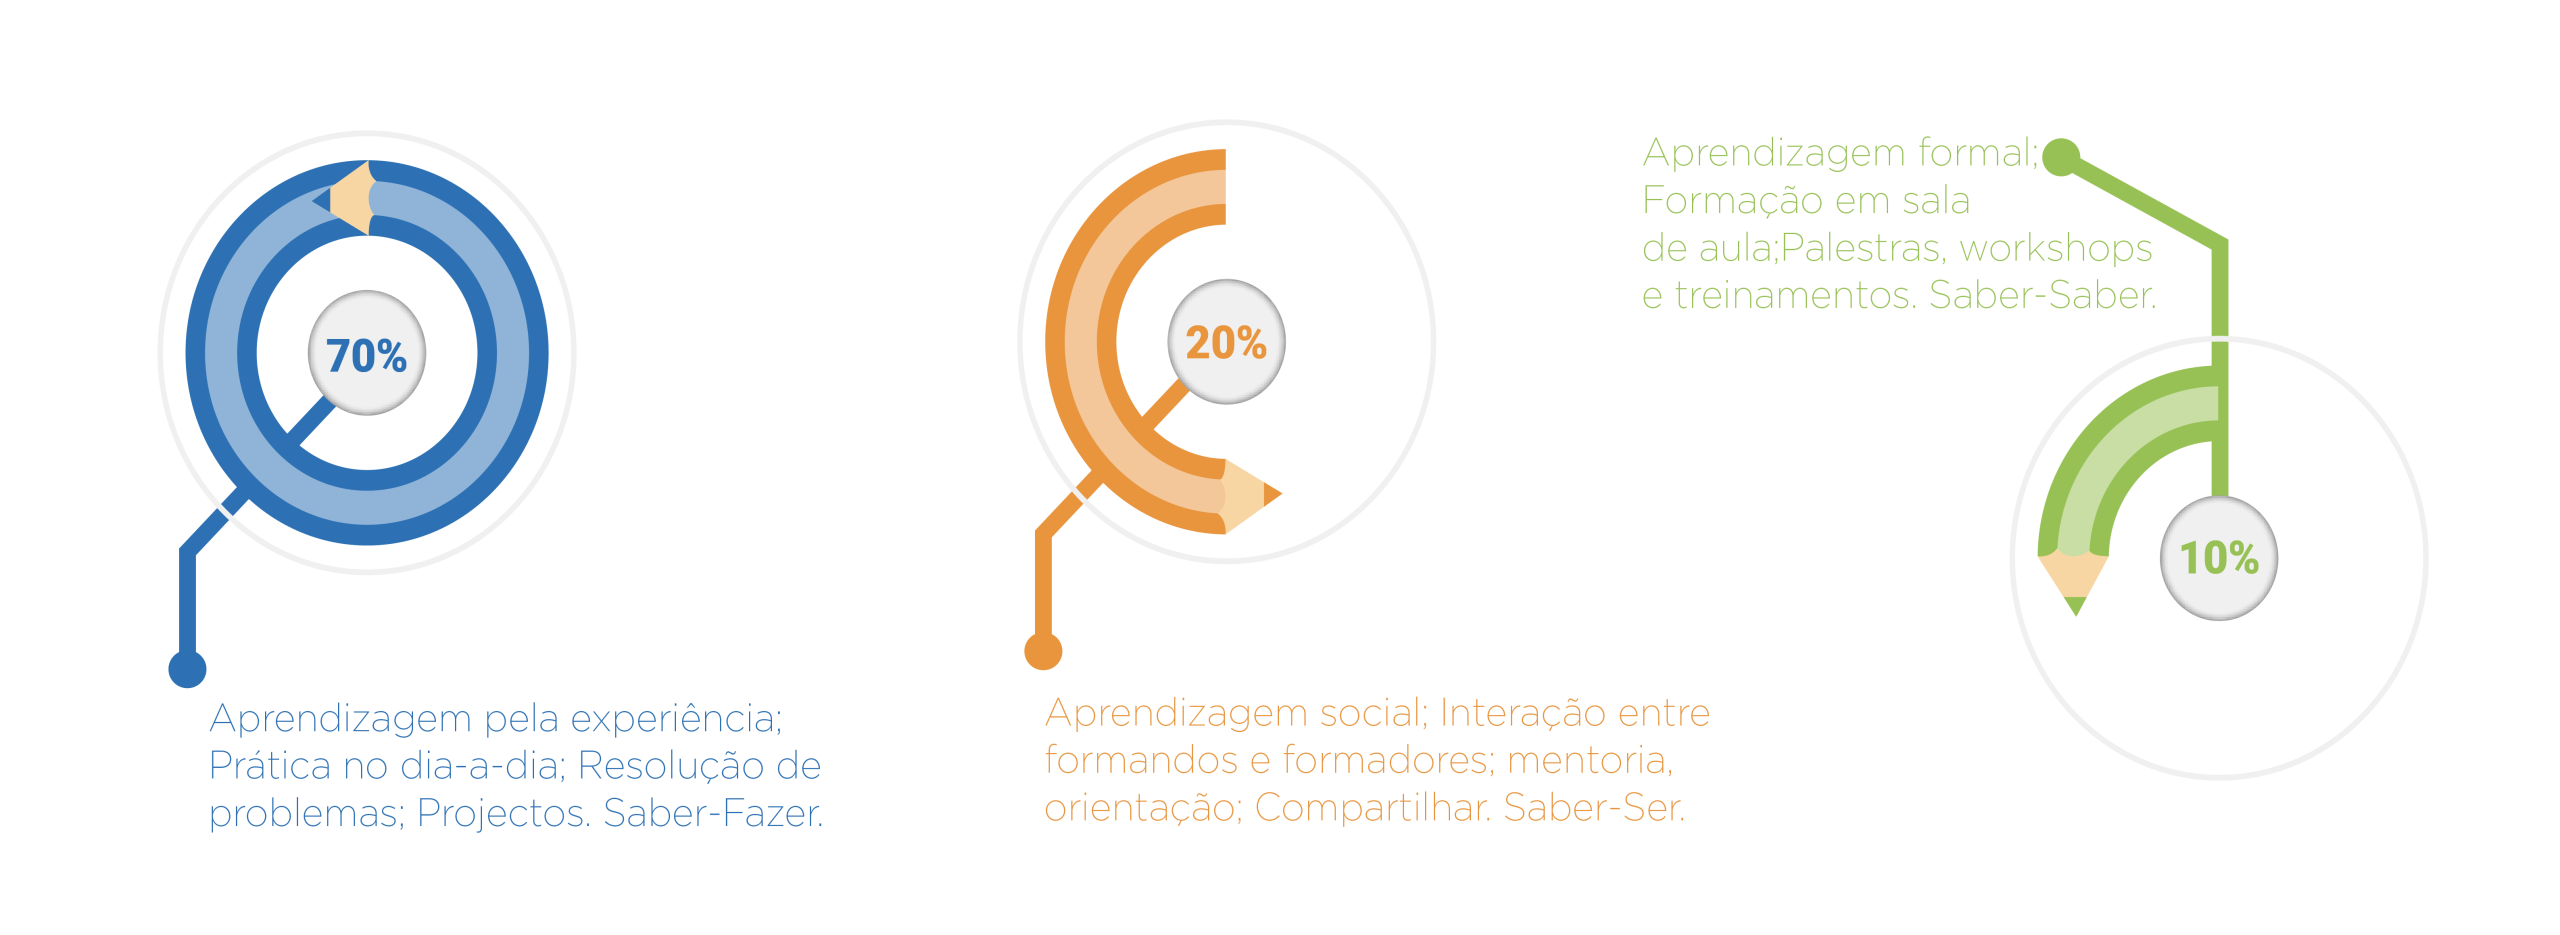 70%
Aprendizagem pela experiência;
Prática no dia-a-dia; Resolução de
problemas; Projectos. Saber-Fazer.
20%
Aprendizagem social; Interação entre
formandos e formadores; mentoria,
orientação; Compartilhar. Saber-Ser.
Aprendizagem formal;
Formação em sala
de aula;Palestras, workshops
e treinamentos. Saber-Saber.
10%